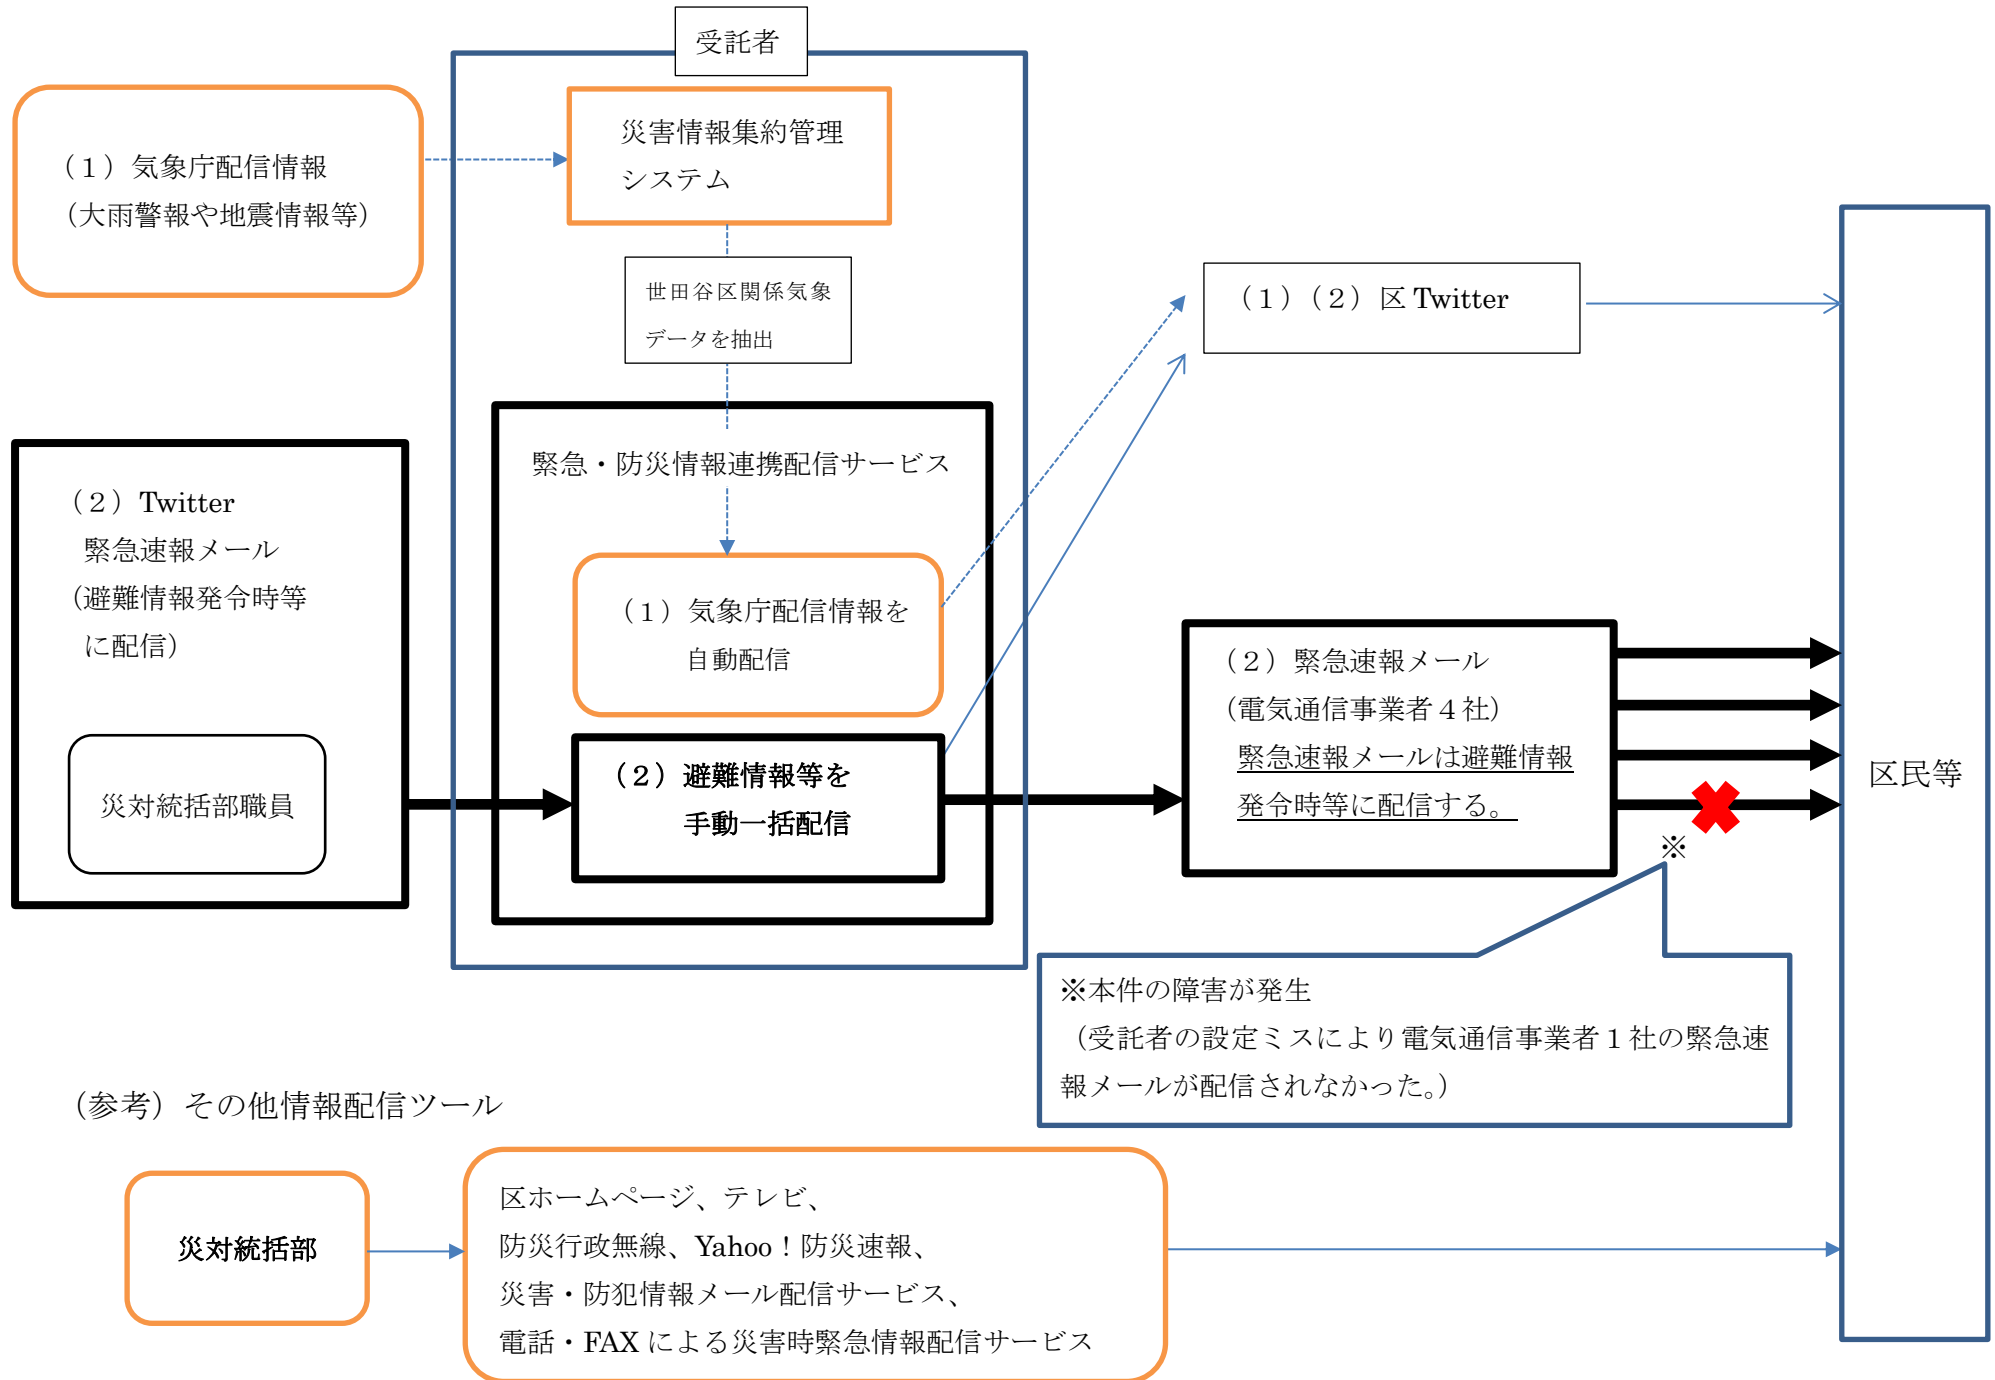 受託者
（１）気象庁配信情報
（大雨警報や地震情報等）
災害情報集約管理
システム
世田谷区関係気象
データを抽出
（１）（２）区 Twitter
緊急・防災情報連携配信サービス
（２）Twitter
緊急速報メール
（避難情報発令時等
に配信）
災対統括部職員
（１）気象庁配信情報を
自動配信
（２）避難情報等を
手動一括配信
（２）緊急速報メール
（電気通信事業者４社）
緊急速報メールは避難情報
発令時等に配信する。
※
区民等
※本件の障害が発生
（受託者の設定ミスにより電気通信事業者１社の緊急速
報メールが配信されなかった。）
（参考）その他情報配信ツール
災対統括部
区ホームページ、テレビ、
防災行政無線、Yahoo！防災速報、
災害・防犯情報メール配信サービス、
電話・FAX による災害時緊急情報配信サービス